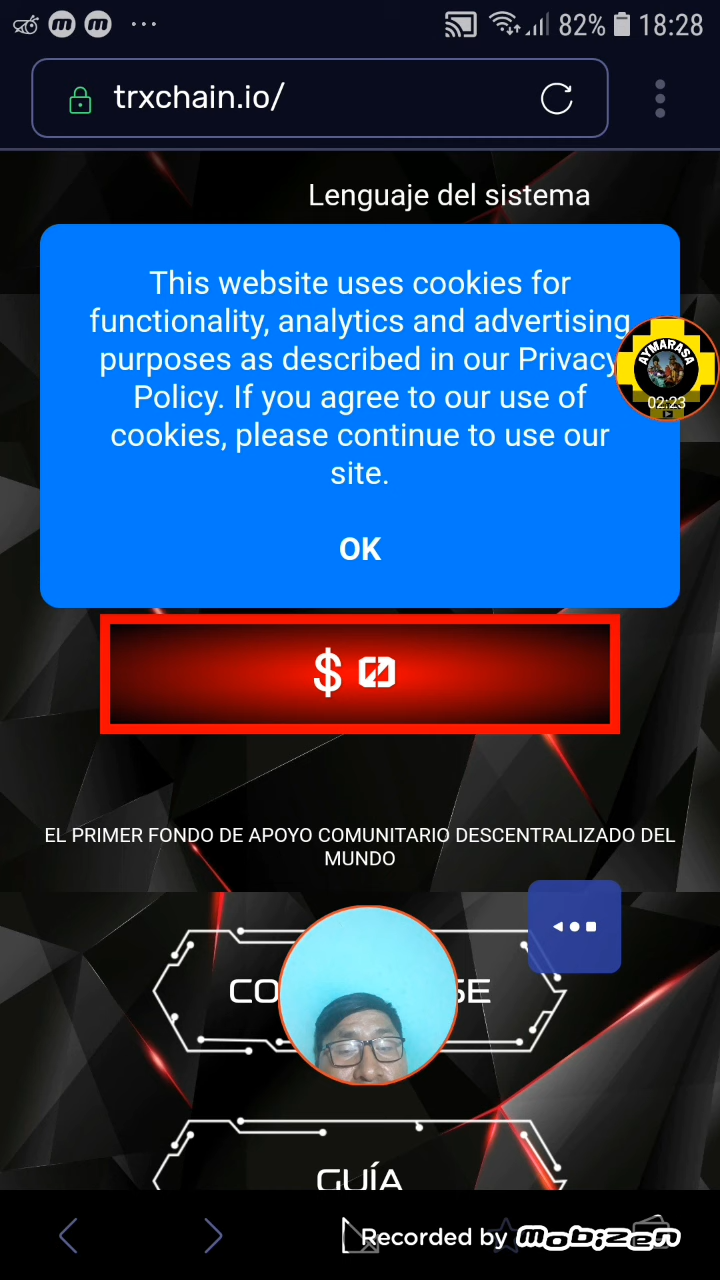 82% 18:28
trxchain.io/
Lenguaje del sistema
This website uses cookies for
functionality, analytics and advertising
purposes as described in our Privacy
Policy. If you agree to our use of
cookies, please continue to use our
site.
OK
AYMARASA
02:23
$ 0
EL PRIMER FONDO DE APOYO COMUNITARIO DESCENTRALIZADO DEL
MUNDO
GUÍA
Recorded by mobizen